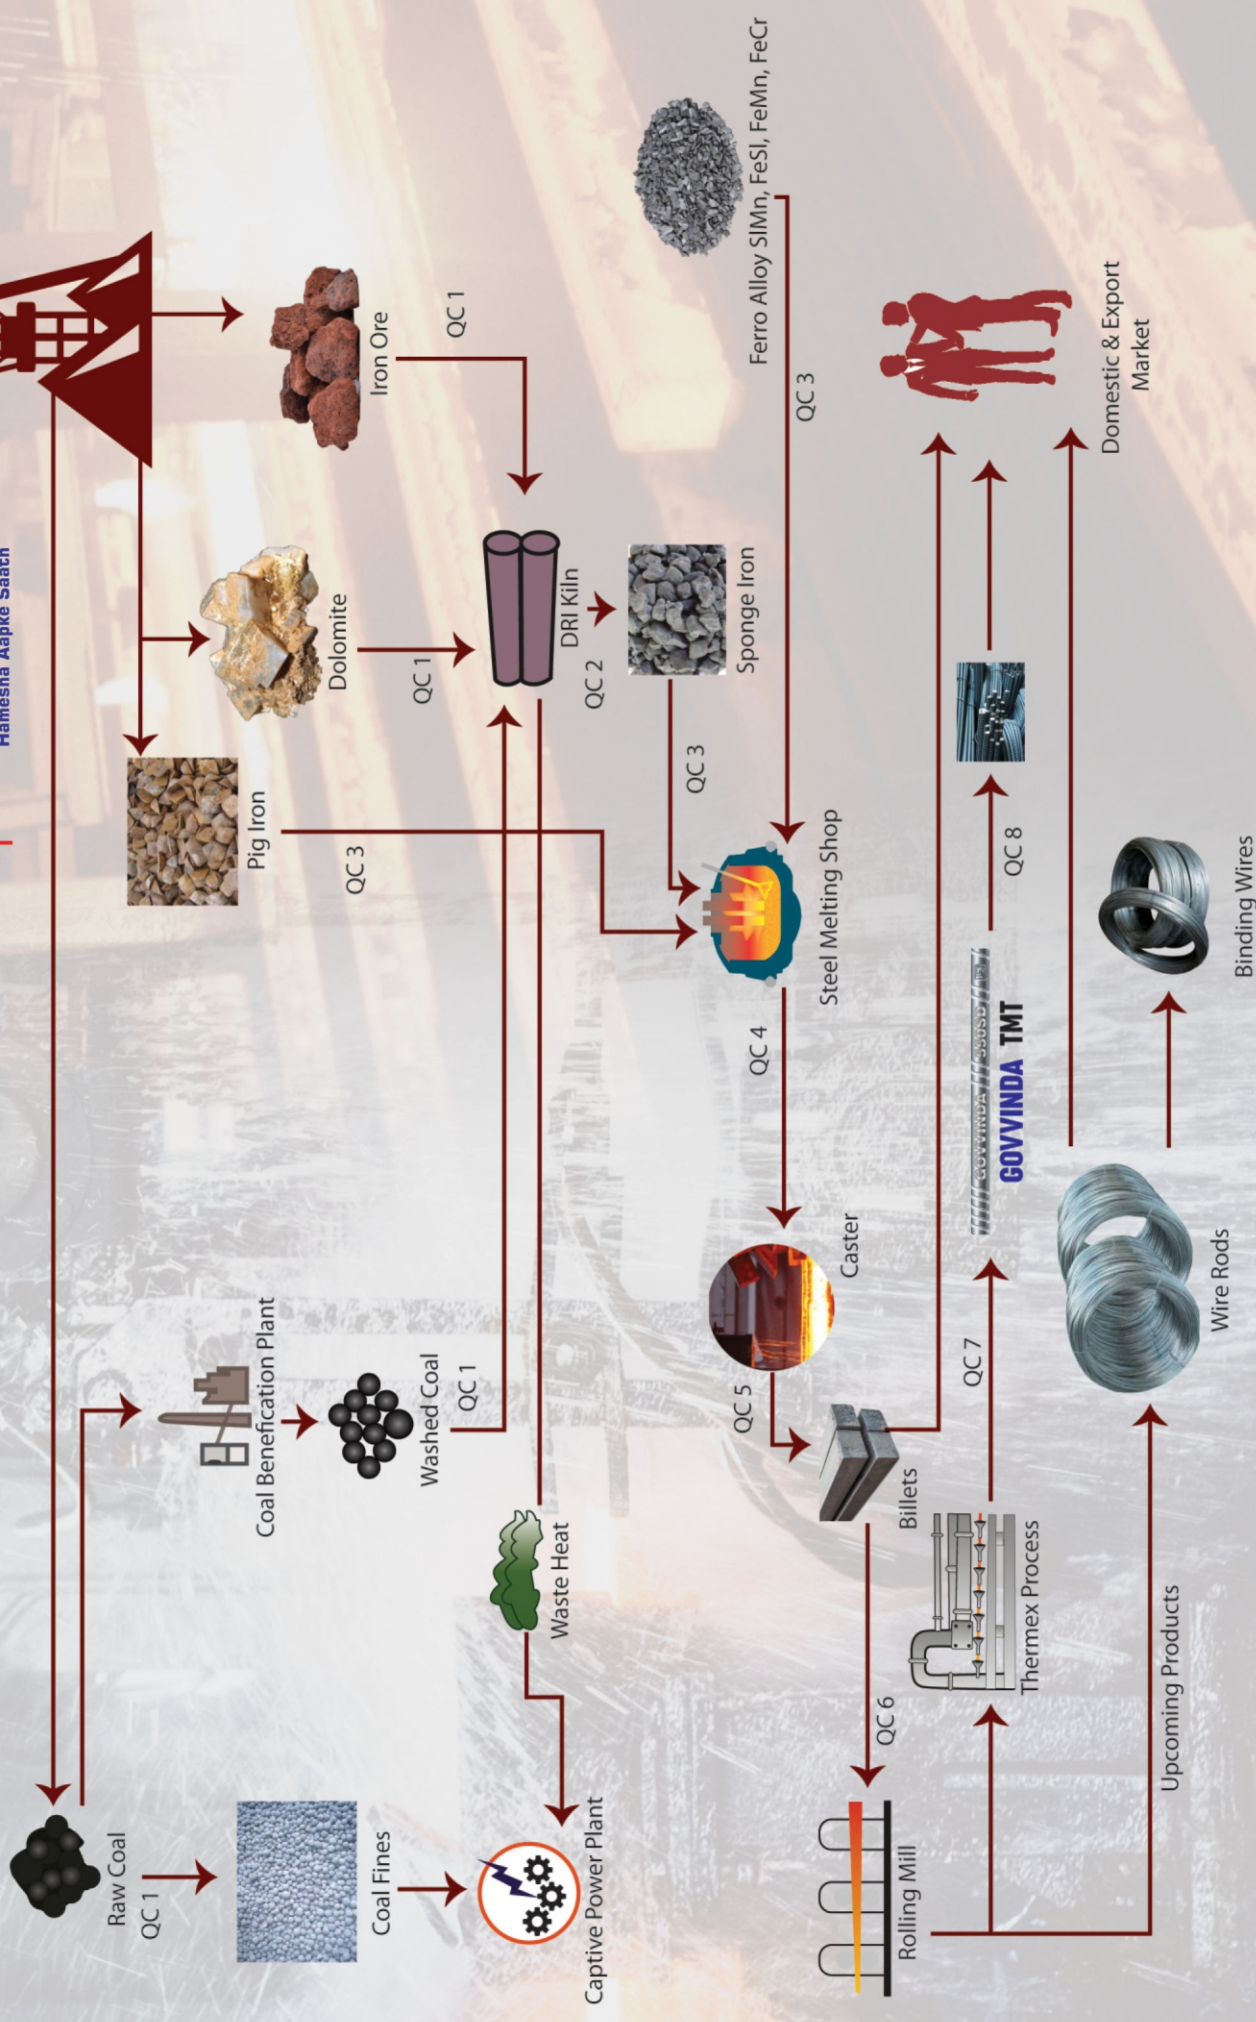 Hamesha Aapke Saath
Raw Coal
QC 1
Coal Benefication Plant
Pig Iron
Dolomite
QC 3
Coal Fines
Iron Ore
QC 1
Washed Coal
QC 1
QC 1
Waste Heat
DRI Kiln
Captive Power Plant
QC 2
QC 3
QC 5
Sponge Iron
QC 4
Ferro Alloy SIMn, FeSI, FeMn, FeCr
QC 3
Steel Melting Shop
Caster
QC 6
Rolling Mill
Billets
QC 7
GOVVINDA
GOVVINDA TMT
QC 8
Thermex Process
Domestic & Export
Market
Upcoming Products
Wire Rods
Binding Wires